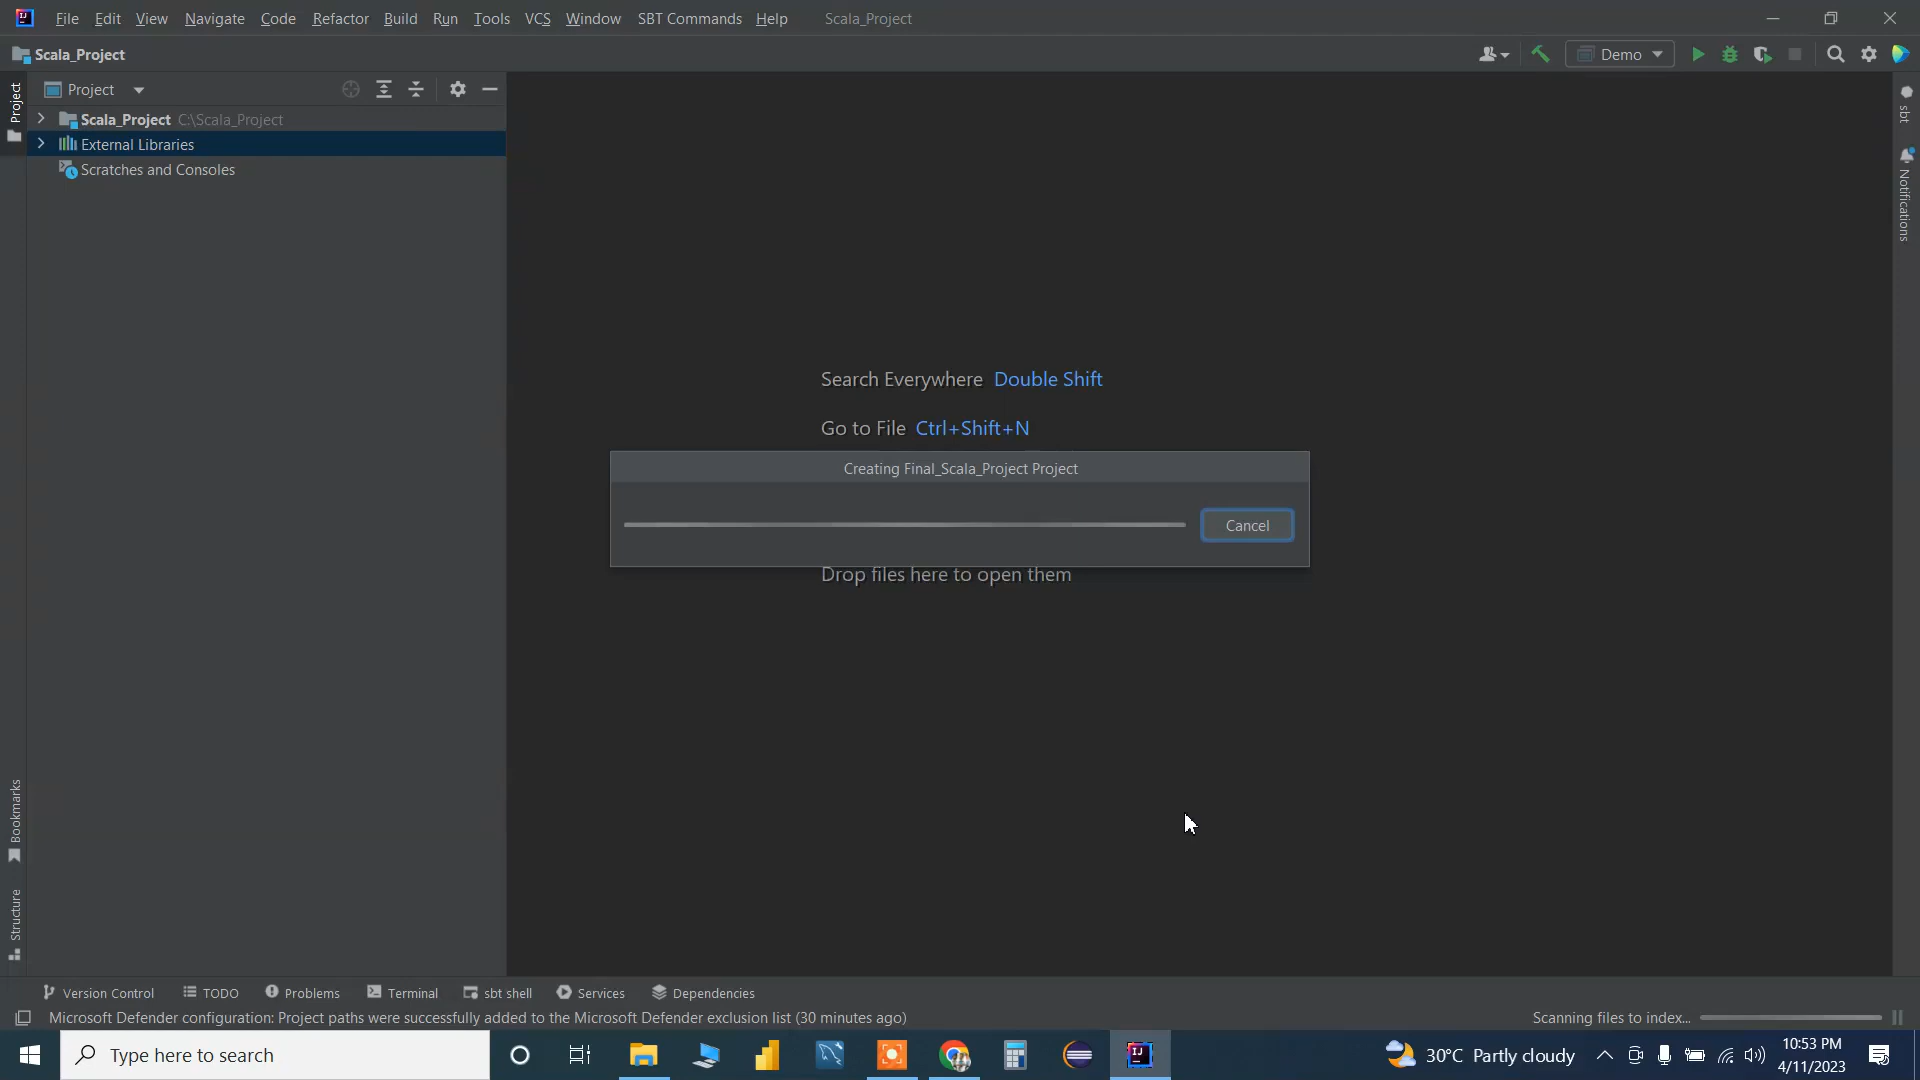 File Edit View Navigate Code Refactor Build Run Tools VCS Window SBT Commands Help Scala_Project
Scala_Project
Demo
Project
Project
Scala_Project C:\Scala_Project
External Libraries
Scratches and Consoles
sbt
Notifications
Search Everywhere Double Shift
Go to File Ctrl+Shift+N
Creating Final_Scala_Project Project
Cancel
Drop files here to open them
Bookmarks
Structure
Version Control TODO Problems Terminal sbt shell Services Dependencies
Microsoft Defender configuration: Project paths were successfully added to the Microsoft Defender exclusion list (30 minutes ago)
Scanning files to index...
Type here to search
30°C Partly cloudy
10:53 PM
4/11/2023